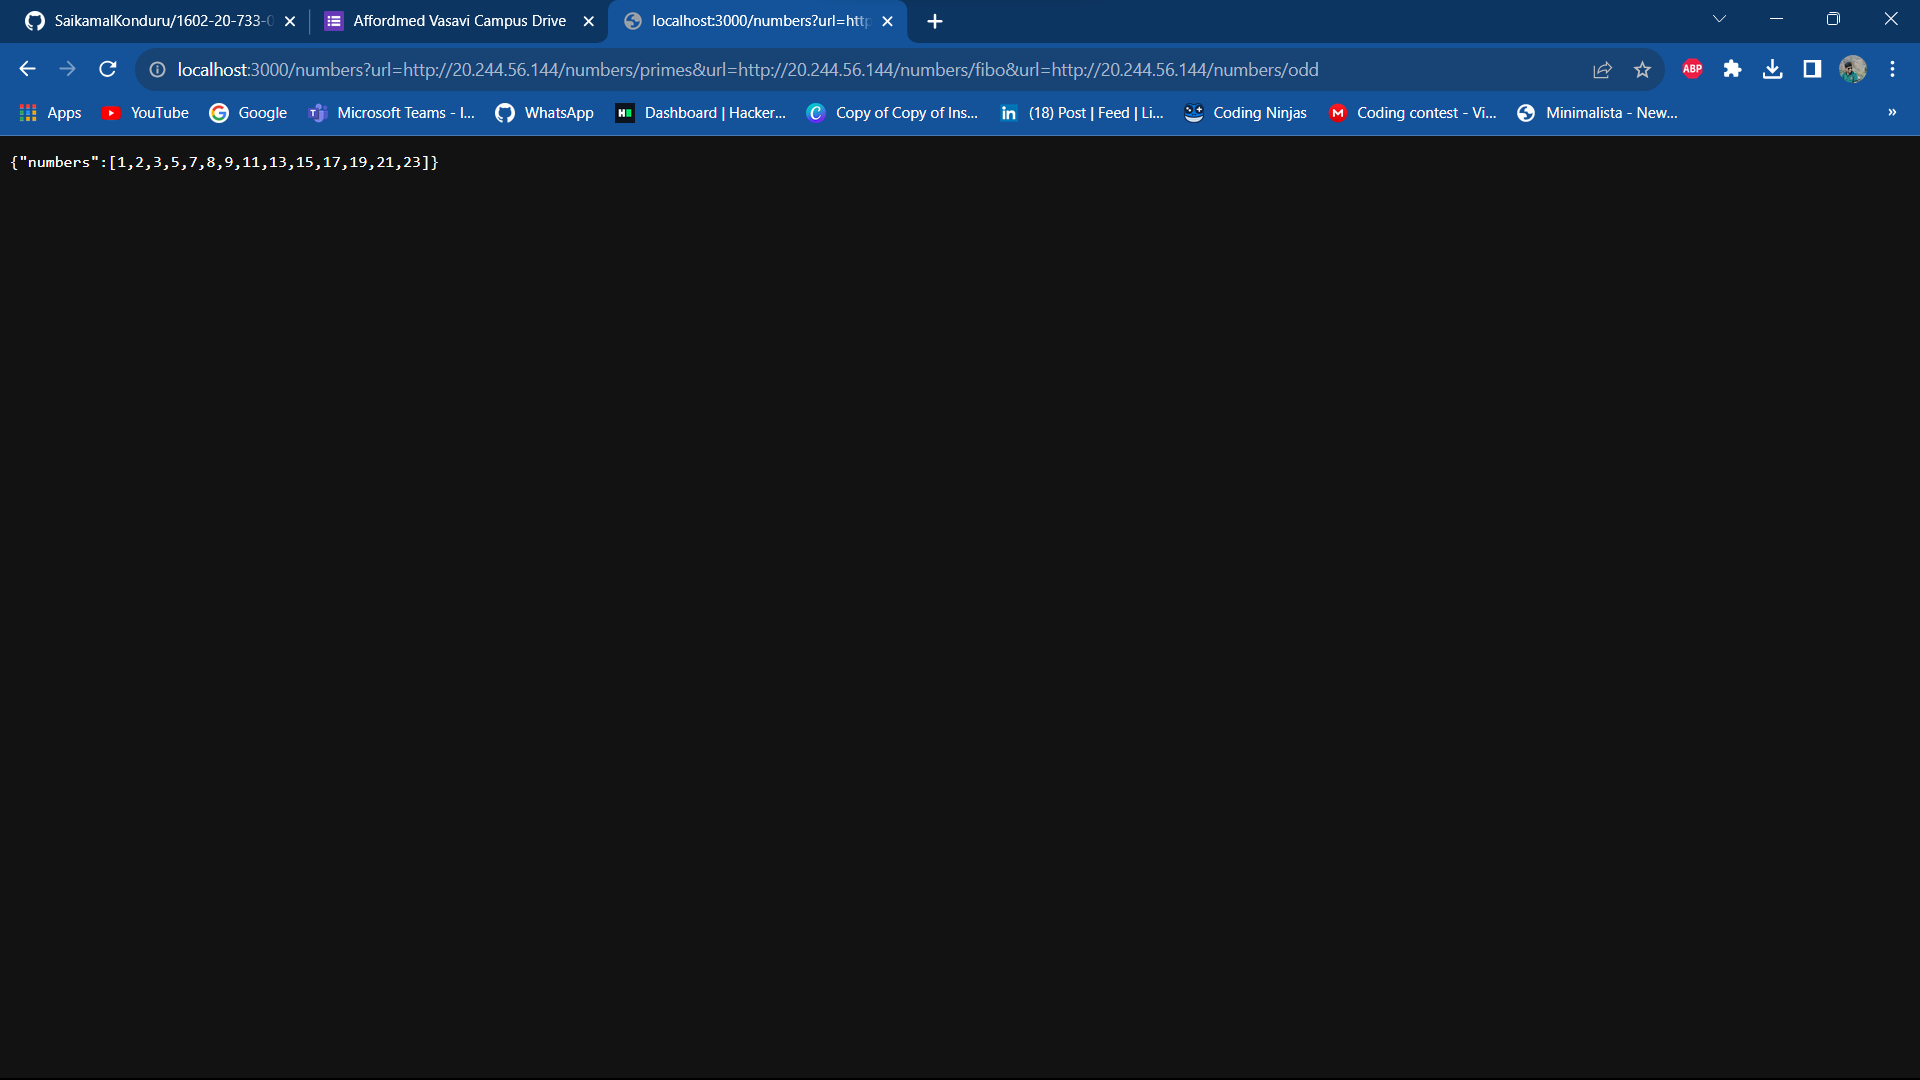 SaikamalKonduru/1602-20-733-0
Affordmed Vasavi Campus Drive
localhost:3000/numbers?url=http
localhost:3000/numbers?url=http://20.244.56.144/numbers/primes&url=http://20.244.56.144/numbers/fibo&url=http://20.244.56.144/numbers/odd
ABP
Apps YouTube Google Microsoft Teams - I... WhatsApp Dashboard | Hacker... Copy of Copy of Ins... (18) Post | Feed | Li... Coding Ninjas Coding contest - Vi... Minimalista - New... »
{"numbers":[1,2,3,5,7,8,9,11,13,15,17,19,21,23]}